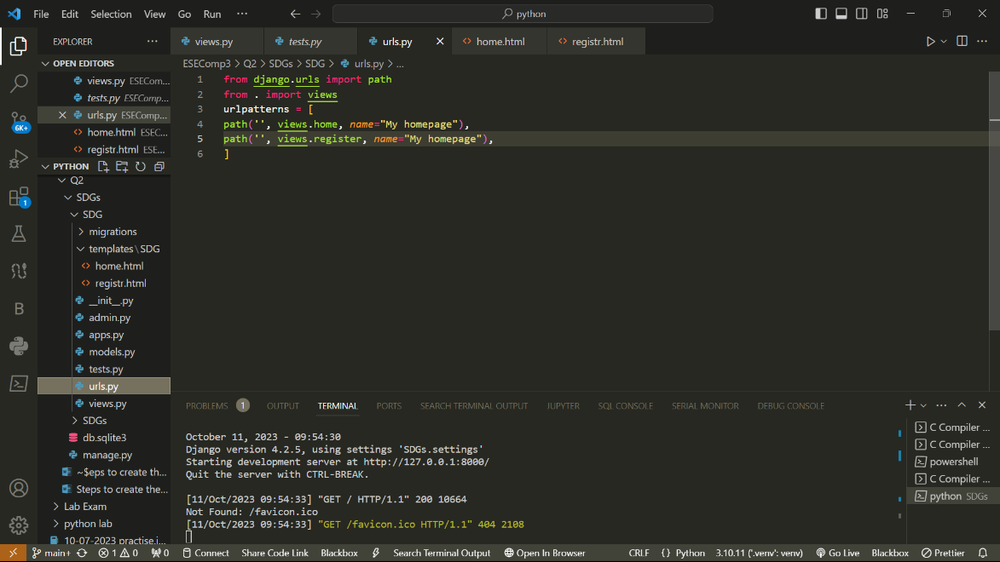 File Edit Selection View Go Run ···
python
EXPLORER ···
views.py tests.py urls.py home.html registr.html
OPEN EDITORS
views.py ESECom...
tests.py ESEComp...
urls.py ESEComp...
home.html ESEC...
registr.html ESE...
PYTHON
Q2
SDGs
SDG
migrations
templates\SDG
home.html
registr.html
__init__.py
admin.py
apps.py
models.py
tests.py
urls.py
views.py
SDGs
db.sqlite3
manage.py
~$eps to create th...
Steps to create the...
Lab Exam
python lab
10-07-2023 practise.i...
6K+
1
B
ESEComp3 > Q2 > SDGs > SDG > urls.py > ...
1 from django.urls import path
2 from . import views
3 urlpatterns = [
4 path('', views.home, name="My homepage"),
5 path('', views.register, name="My homepage"),
6 ]
PROBLEMS 1 OUTPUT TERMINAL PORTS SEARCH TERMINAL OUTPUT JUPYTER SQL CONSOLE SERIAL MONITOR DEBUG CONSOLE
October 11, 2023 - 09:54:30
Django version 4.2.5, using settings 'SDGs.settings'
Starting development server at http://127.0.0.1:8000/
Quit the server with CTRL-BREAK.
[11/Oct/2023 09:54:33] "GET / HTTP/1.1" 200 10664
Not Found: /favicon.ico
[11/Oct/2023 09:54:33] "GET /favicon.ico HTTP/1.1" 404 2108
C Compiler ...
C Compiler ...
powershell
C Compiler ...
python SDGs
main+ 1 0 0 Connect Share Code Link Blackbox Search Terminal Output Open In Browser CRLF {} Python 3.10.11 ('.venv': venv) Go Live Blackbox Prettier